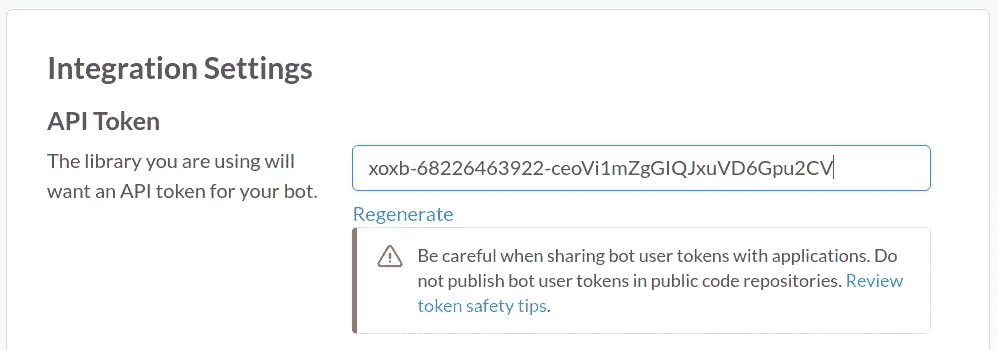 Integration Settings
API Token
The library you are using will
want an API token for your bot.
xoxb-68226463922-ceoVi1mZgGIQJxuVD6Gpu2CV
Regenerate
Be careful when sharing bot user tokens with applications. Do
not publish bot user tokens in public code repositories. Review
token safety tips.